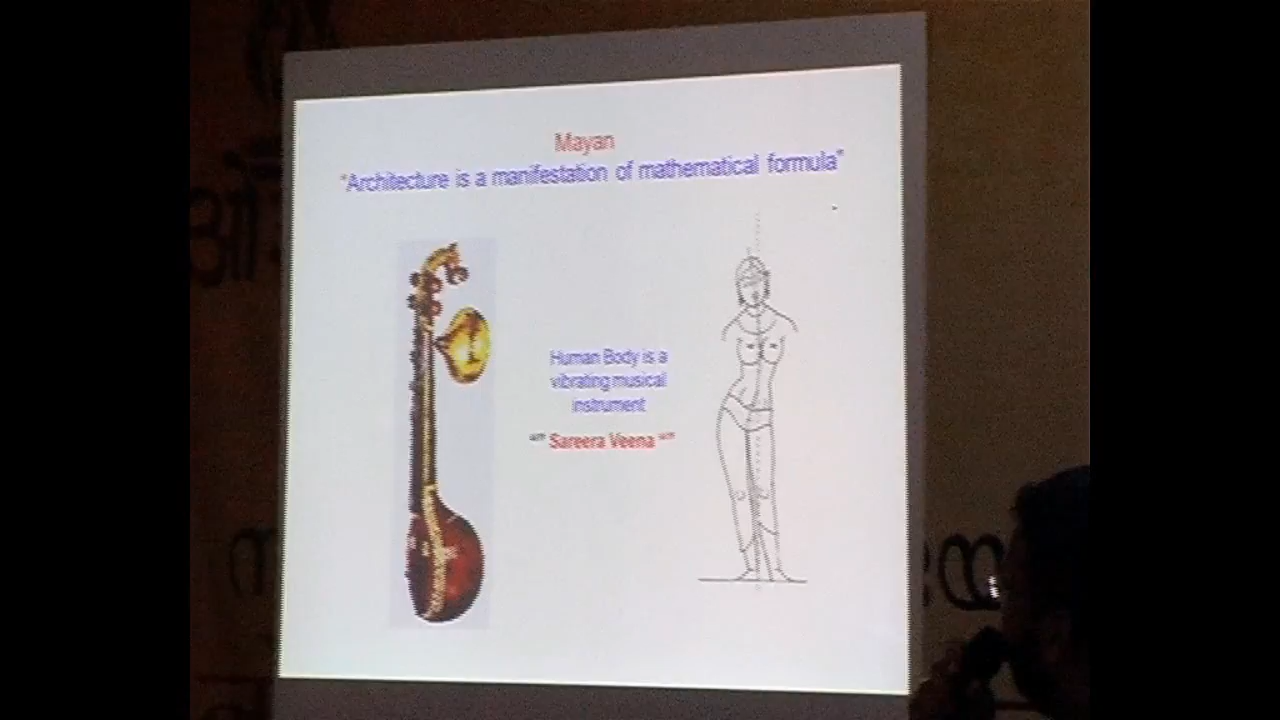 Mayan
"Architecture is a manifestation of mathematical formula"
Human Body is a
vibrating musical
instrument
Sareera Veena